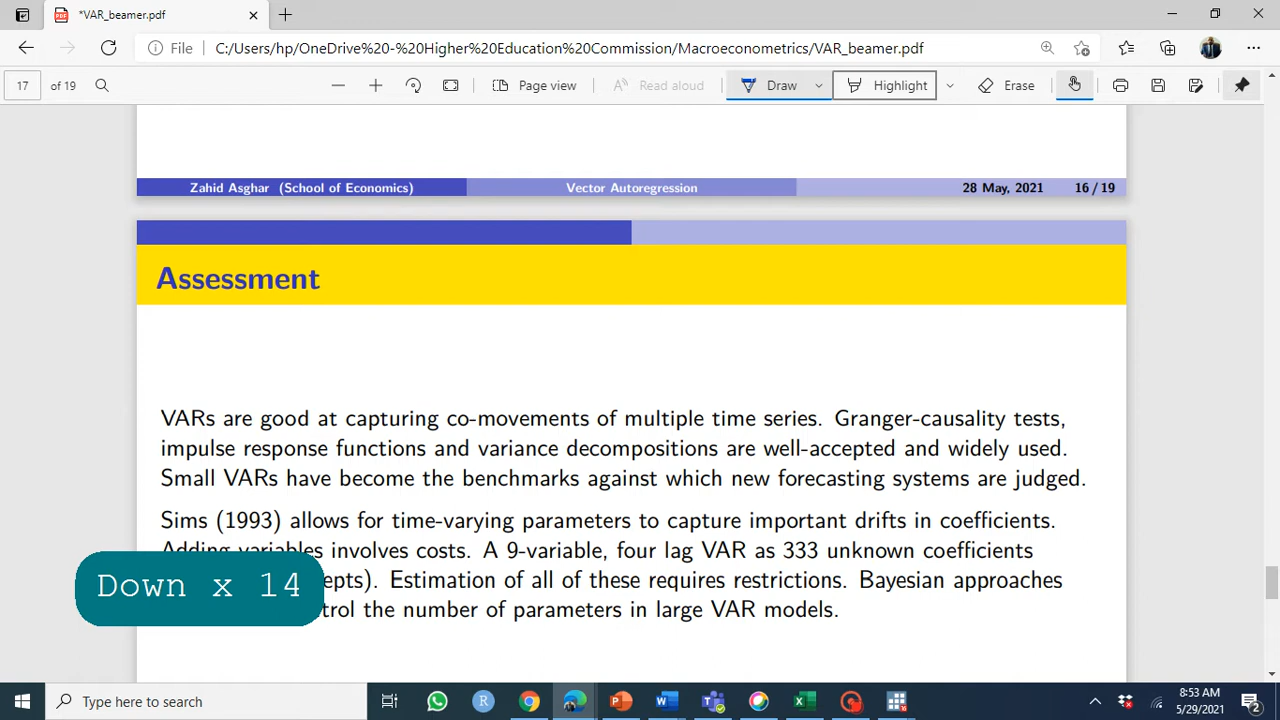 *VAR_beamer.pdf
File
C:/Users/hp/OneDrive%20-%20Higher%20Education%20Commission/Macroeconometrics/VAR_beamer.pdf
17 of 19
Page view
Read aloud
Draw
Highlight
Erase
Zahid Asghar (School of Economics)
Vector Autoregression
28 May, 2021
16 / 19
Assessment
VARs are good at capturing co-movements of multiple time series. Granger-causality tests,
impulse response functions and variance decompositions are well-accepted and widely used.
Small VARs have become the benchmarks against which new forecasting systems are judged.
Sims (1993) allows for time-varying parameters to capture important drifts in coefficients.
Adding variables involves costs. A 9-variable, four lag VAR as 333 unknown coefficients
epts). Estimation of all of these requires restrictions. Bayesian approaches
trol the number of parameters in large VAR models.
Down x 14
Type here to search
8:53 AM
5/29/2021
2